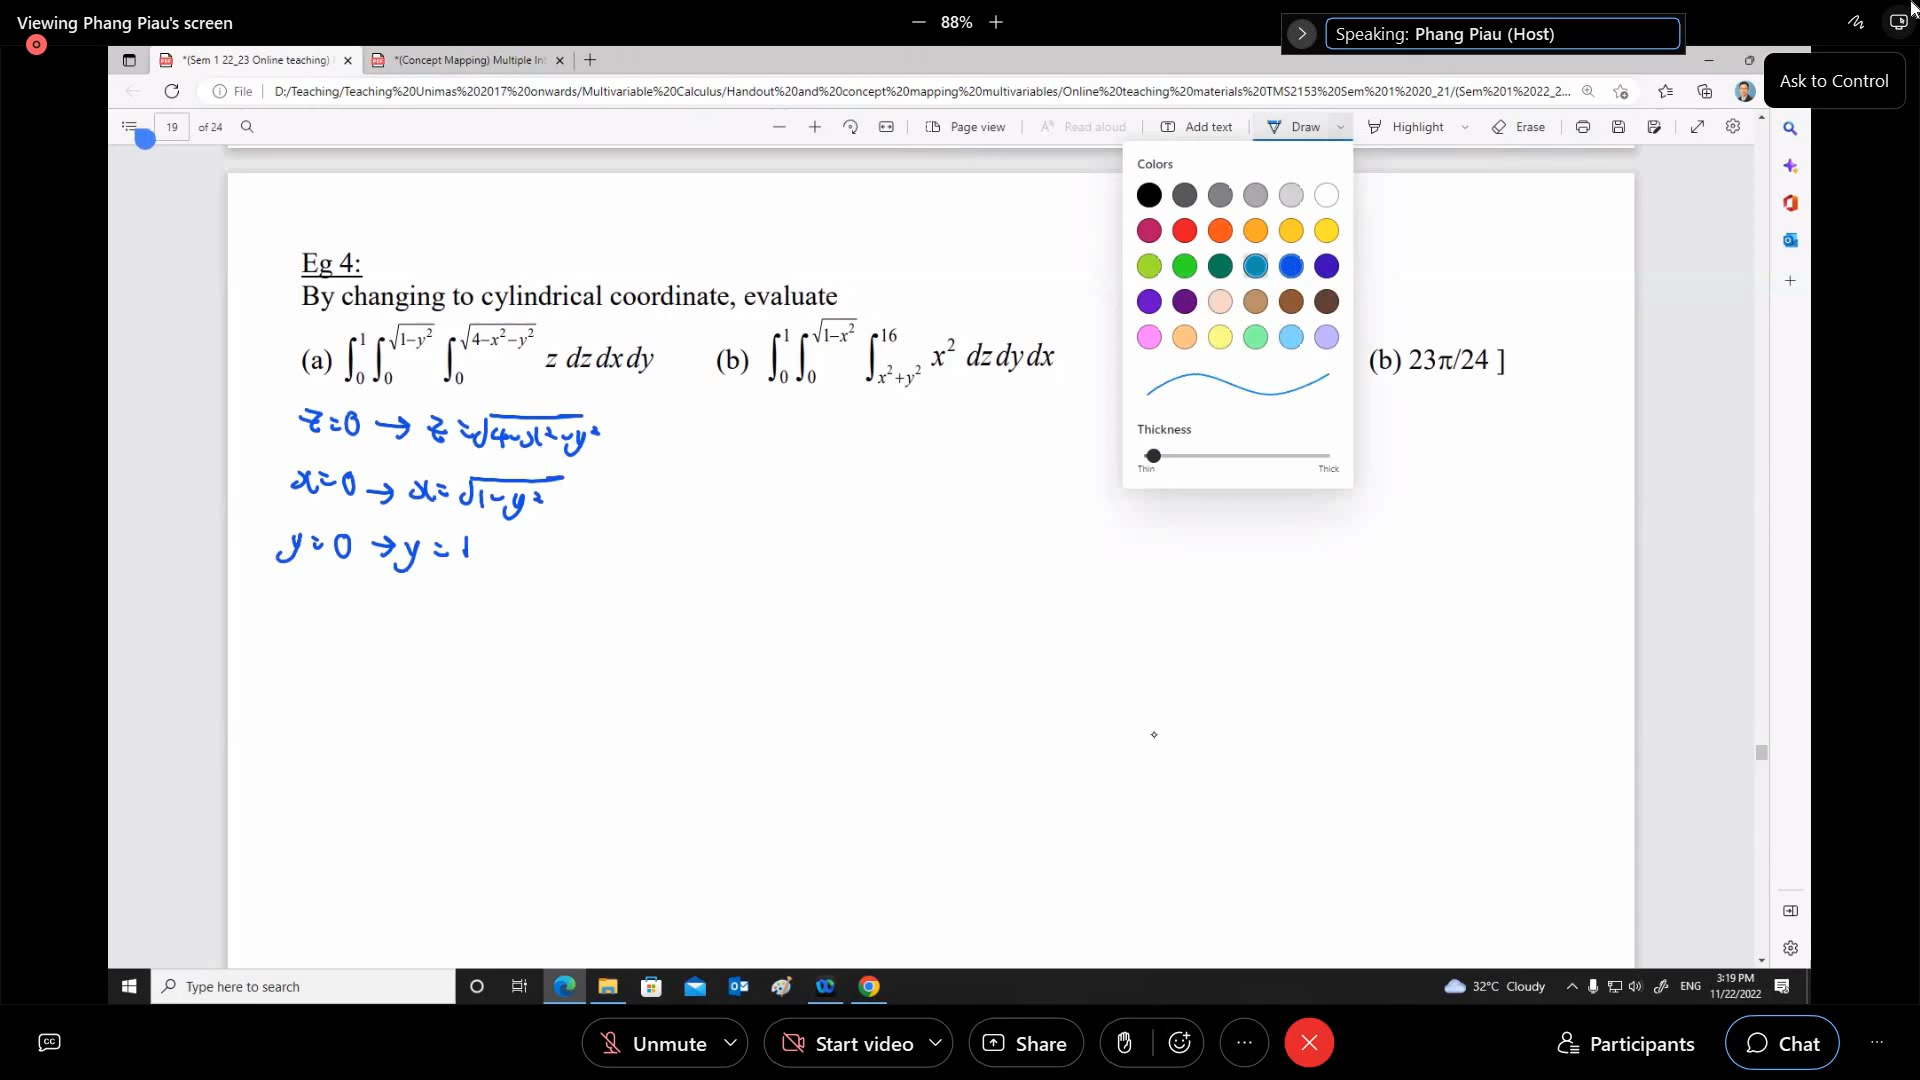 Viewing Phang Piau's screen
88%
Speaking: Phang Piau (Host)
Ask to Control
*(Sem 1 22_23 Online teaching)
*(Concept Mapping) Multiple In
File
D:/Teaching/Teaching%20Unimas%202017%20onwards/Multivariable%20Calculus/Handout%20and%20concept%20mapping%20multivariables/Online%20teaching%20materials%20TMS2153%20Sem%201%2020_21/(Sem%201%2022_2...
19 of 24
Page view
Read aloud
Add text
Draw
Highlight
Erase
Colors
Thickness
Thin
Thick
Eg 4:
By changing to cylindrical coordinate, evaluate
(a) ∫₀¹ ∫₀^√(1−y²) ∫₀^√(4−x²−y²) z dz dx dy (b) ∫₀¹ ∫₀^√(1−x²) ∫_{x²+y²}^{16} x² dz dy dx (b) 23π/24 ]
z=0 → z=√(4-x²-y²)
x=0 → x=√(1-y²)
y=0 → y=1
Type here to search
32°C Cloudy
ENG
3:19 PM
11/22/2022
CC
Unmute
Start video
Share
Participants
Chat